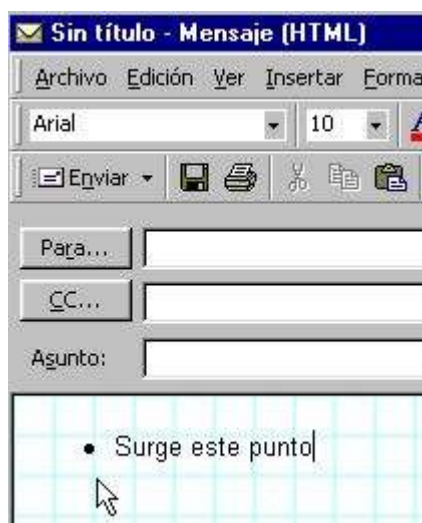 Sin título - Mensaje (HTML)
Archivo Edición Ver Insertar Forma
Arial 10 A
Enviar
Para...
CC...
Asunto:
• Surge este punto